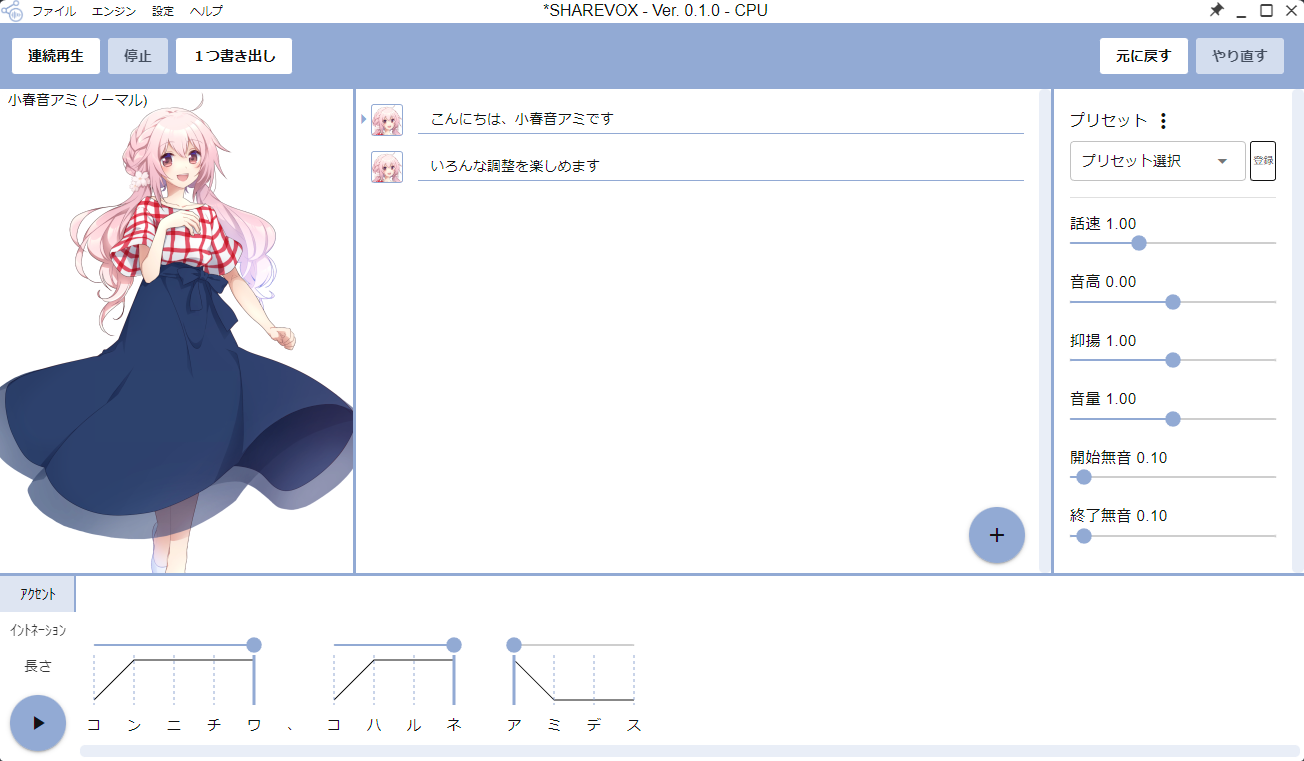 ファイル エンジン 設定 ヘルプ *SHAREVOX - Ver. 0.1.0 - CPU
連続再生 停止 1つ書き出し 元に戻す やり直す
小春音アミ (ノーマル)
こんにちは、小春音アミです
いろんな調整を楽しめます
プリセット
プリセット選択 登録
話速 1.00
音高 0.00
抑揚 1.00
音量 1.00
開始無音 0.10
終了無音 0.10
アクセント
イントネーション
長さ
コ ン ニ チ ワ 、 コ ハ ル ネ ア ミ デ ス